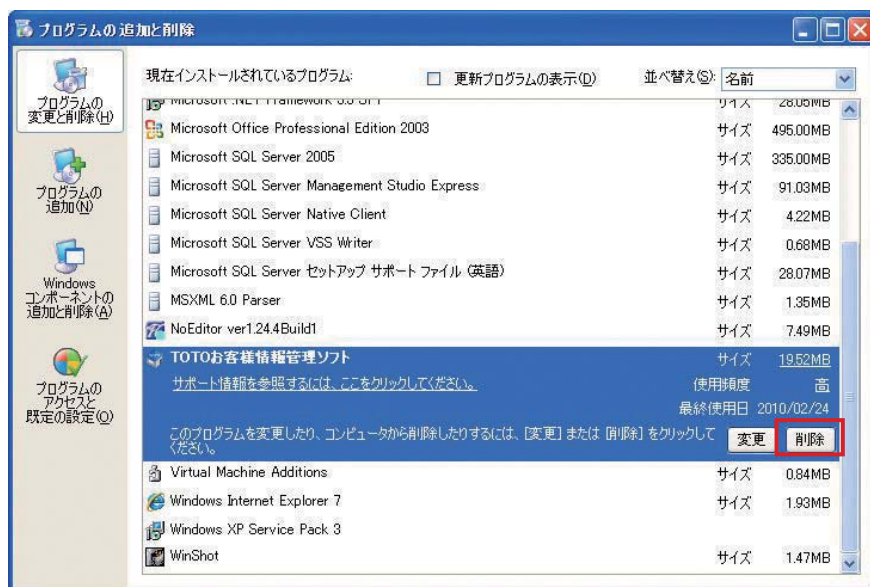 プログラムの追加と削除
プログラムの
変更と削除(H)
プログラムの
追加(N)
Windows
コンポーネントの
追加と削除(A)
プログラムの
アクセスと
既定の設定(O)
現在インストールされているプログラム:
更新プログラムの表示(D)
並べ替え(S): 名前
Microsoft .NET Framework 3.0 SP1 サイズ 28.05MB
Microsoft Office Professional Edition 2003 サイズ 495.00MB
Microsoft SQL Server 2005 サイズ 335.00MB
Microsoft SQL Server Management Studio Express サイズ 91.03MB
Microsoft SQL Server Native Client サイズ 4.22MB
Microsoft SQL Server VSS Writer サイズ 0.68MB
Microsoft SQL Server セットアップ サポート ファイル (英語) サイズ 28.07MB
MSXML 6.0 Parser サイズ 1.35MB
NoEditor ver1.24.4Build1 サイズ 7.49MB
TOTOお客様情報管理ソフト サイズ 19.52MB
サポート情報を参照するには、ここをクリックしてください。 使用頻度 高
最終使用日 2010/02/24
このプログラムを変更したり、コンピュータから削除したりするには、[変更] または [削除] をクリックして
ください。
変更 削除
Virtual Machine Additions サイズ 0.84MB
Windows Internet Explorer 7 サイズ 1.93MB
Windows XP Service Pack 3
WinShot サイズ 1.47MB